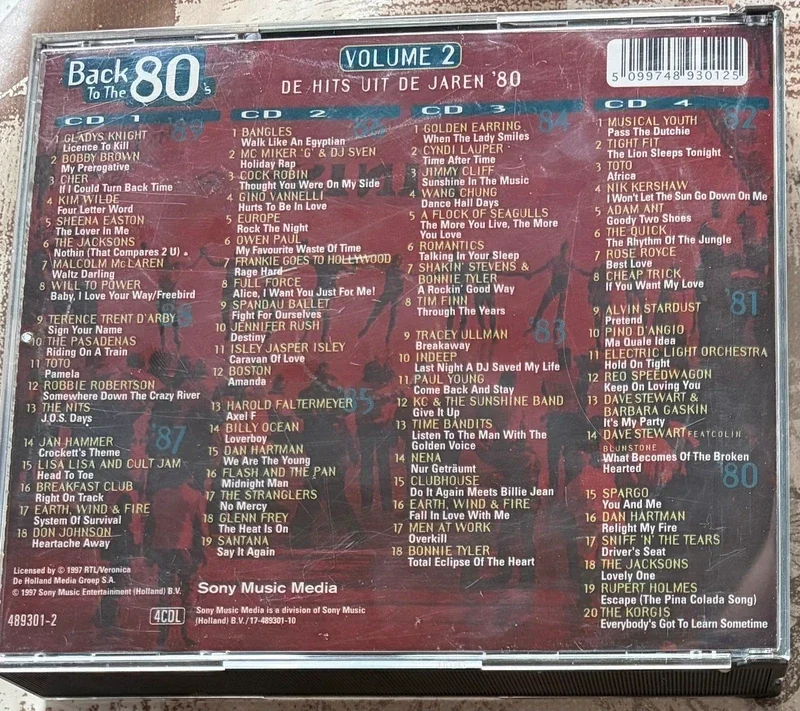 Back
To The 80's
VOLUME 2
DE HITS UIT DE JAREN '80
5 099748 930125
CD 1
'89
1 GLADYS KNIGHT
Licence To Kill
2 BOBBY BROWN
My Prerogative
3 CHER
If I Could Turn Back Time
4 KIM WILDE
Four Letter Word
5 SHEENA EASTON
The Lover In Me
6 THE JACKSONS
Nothin (That Compares 2 U)
7 MALCOLM McLAREN
Waltz Darling
8 WILL TO POWER
Baby, I Love Your Way/Freebird
9 TERENCE TRENT D'ARBY
Sign Your Name
10 THE PASADENAS
Riding On A Train
11 TOTO
Pamela
12 ROBBIE ROBERTSON
Somewhere Down The Crazy River
13 THE NITS
J.O.S. Days
'87
14 JAN HAMMER
Crockett's Theme
15 LISA LISA AND CULT JAM
Head To Toe
16 BREAKFAST CLUB
Right On Track
17 EARTH, WIND & FIRE
System Of Survival
18 DON JOHNSON
Heartache Away
CD 2
1 BANGLES
Walk Like An Egyptian
2 MC MIKER 'G' & DJ SVEN
Holiday Rap
3 COCK ROBIN
Thought You Were On My Side
4 GINO VANNELLI
Hurts To Be In Love
5 EUROPE
Rock The Night
6 OWEN PAUL
My Favourite Waste Of Time
7 FRANKIE GOES TO HOLLYWOOD
Rage Hard
8 FULL FORCE
Alice, I Want You Just For Me!
9 SPANDAU BALLET
Fight For Ourselves
10 JENNIFER RUSH
Destiny
11 ISLEY JASPER ISLEY
Caravan Of Love
12 BOSTON
Amanda
'85
13 HAROLD FALTERMEYER
Axel F
14 BILLY OCEAN
Loverboy
15 DAN HARTMAN
We Are The Young
16 FLASH AND THE PAN
Midnight Man
17 THE STRANGLERS
No Mercy
18 GLENN FREY
The Heat Is On
19 SANTANA
Say It Again
CD 3
'84
1 GOLDEN EARRING
When The Lady Smiles
2 CYNDI LAUPER
Time After Time
3 JIMMY CLIFF
Sunshine In The Music
4 WANG CHUNG
Dance Hall Days
5 A FLOCK OF SEAGULLS
The More You Live, The More
You Love
6 ROMANTICS
Talking In Your Sleep
7 SHAKIN' STEVENS &
BONNIE TYLER
A Rockin' Good Way
8 TIM FINN
Through The Years
'83
9 TRACEY ULLMAN
Breakaway
10 INDEEP
Last Night A DJ Saved My Life
11 PAUL YOUNG
Come Back And Stay
12 KC & THE SUNSHINE BAND
Give It Up
13 TIME BANDITS
Listen To The Man With The
Golden Voice
14 NENA
Nur Geträumt
15 CLUBHOUSE
Do It Again Meets Billie Jean
16 EARTH, WIND & FIRE
Fall In Love With Me
17 MEN AT WORK
Overkill
18 BONNIE TYLER
Total Eclipse Of The Heart
CD 4
'82
1 MUSICAL YOUTH
Pass The Dutchie
2 TIGHT FIT
The Lion Sleeps Tonight
3 TOTO
Africa
4 NIK KERSHAW
I Won't Let The Sun Go Down On Me
5 ADAM ANT
Goody Two Shoes
6 THE QUICK
The Rhythm Of The Jungle
7 ROSE ROYCE
Best Love
8 CHEAP TRICK
If You Want My Love
'81
9 ALVIN STARDUST
Pretend
10 PINO D'ANGIO
Ma Quale Idea
11 ELECTRIC LIGHT ORCHESTRA
Hold On Tight
12 REO SPEEDWAGON
Keep On Loving You
13 DAVE STEWART &
BARBARA GASKIN
It's My Party
14 DAVE STEWART FEAT COLIN
BLUNSTONE
What Becomes Of The Broken
Hearted
'80
15 SPARGO
You And Me
16 DAN HARTMAN
Relight My Fire
17 SNIFF 'N' THE TEARS
Driver's Seat
18 THE JACKSONS
Lovely One
19 RUPERT HOLMES
Escape (The Pina Colada Song)
20 THE KORGIS
Everybody's Got To Learn Sometime
Licensed by © 1997 RTL/Veronica
De Holland Media Groep S.A.
© 1997 Sony Music Entertainment (Holland) B.V.
489301-2
4CDL
Sony Music Media
Sony Music Media is a division of Sony Music
(Holland) B.V./17-489301-10